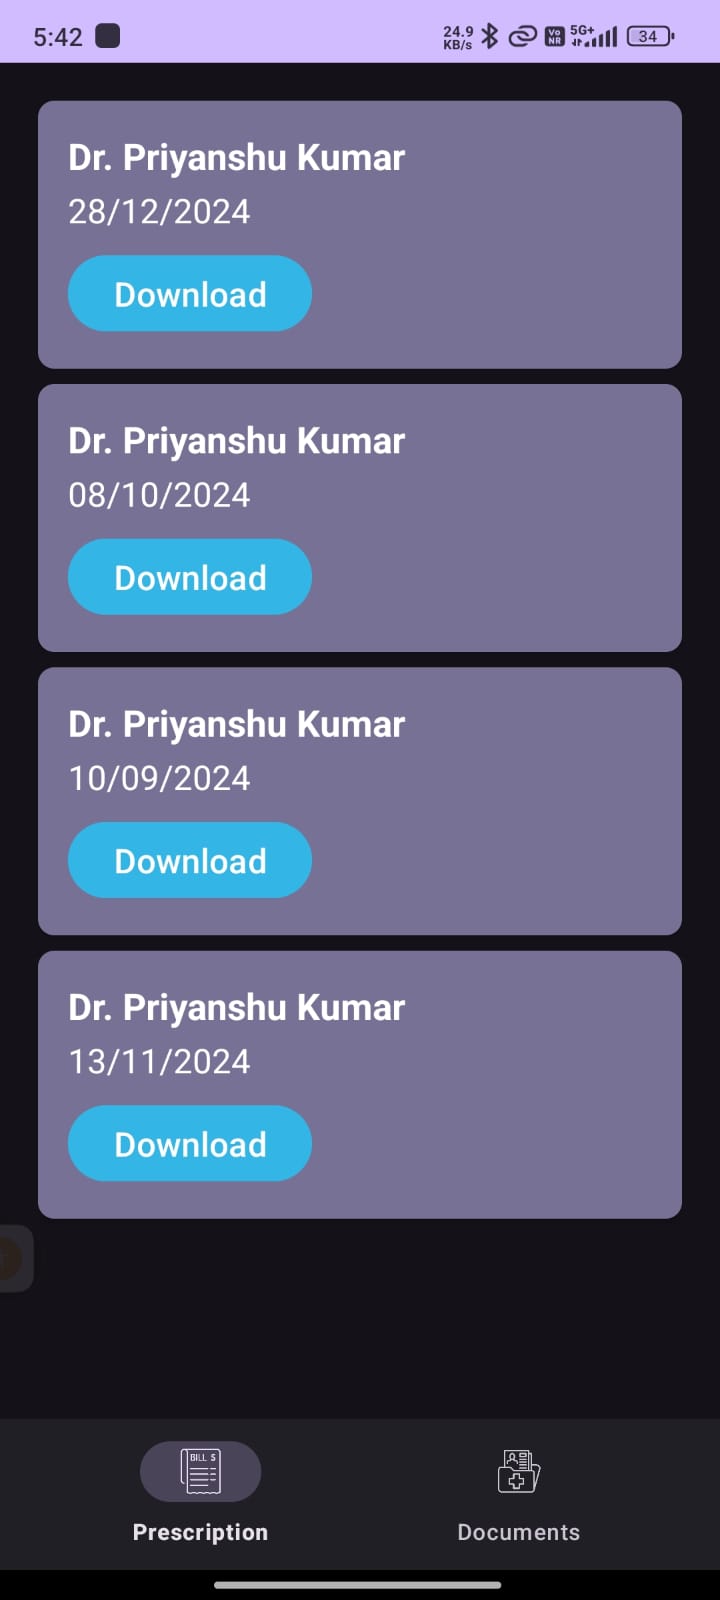 5:42 24.9 KB/s Vo NR 5G+ 34
Dr. Priyanshu Kumar
28/12/2024
Download
Dr. Priyanshu Kumar
08/10/2024
Download
Dr. Priyanshu Kumar
10/09/2024
Download
Dr. Priyanshu Kumar
13/11/2024
Download
BILL $
Prescription
Documents